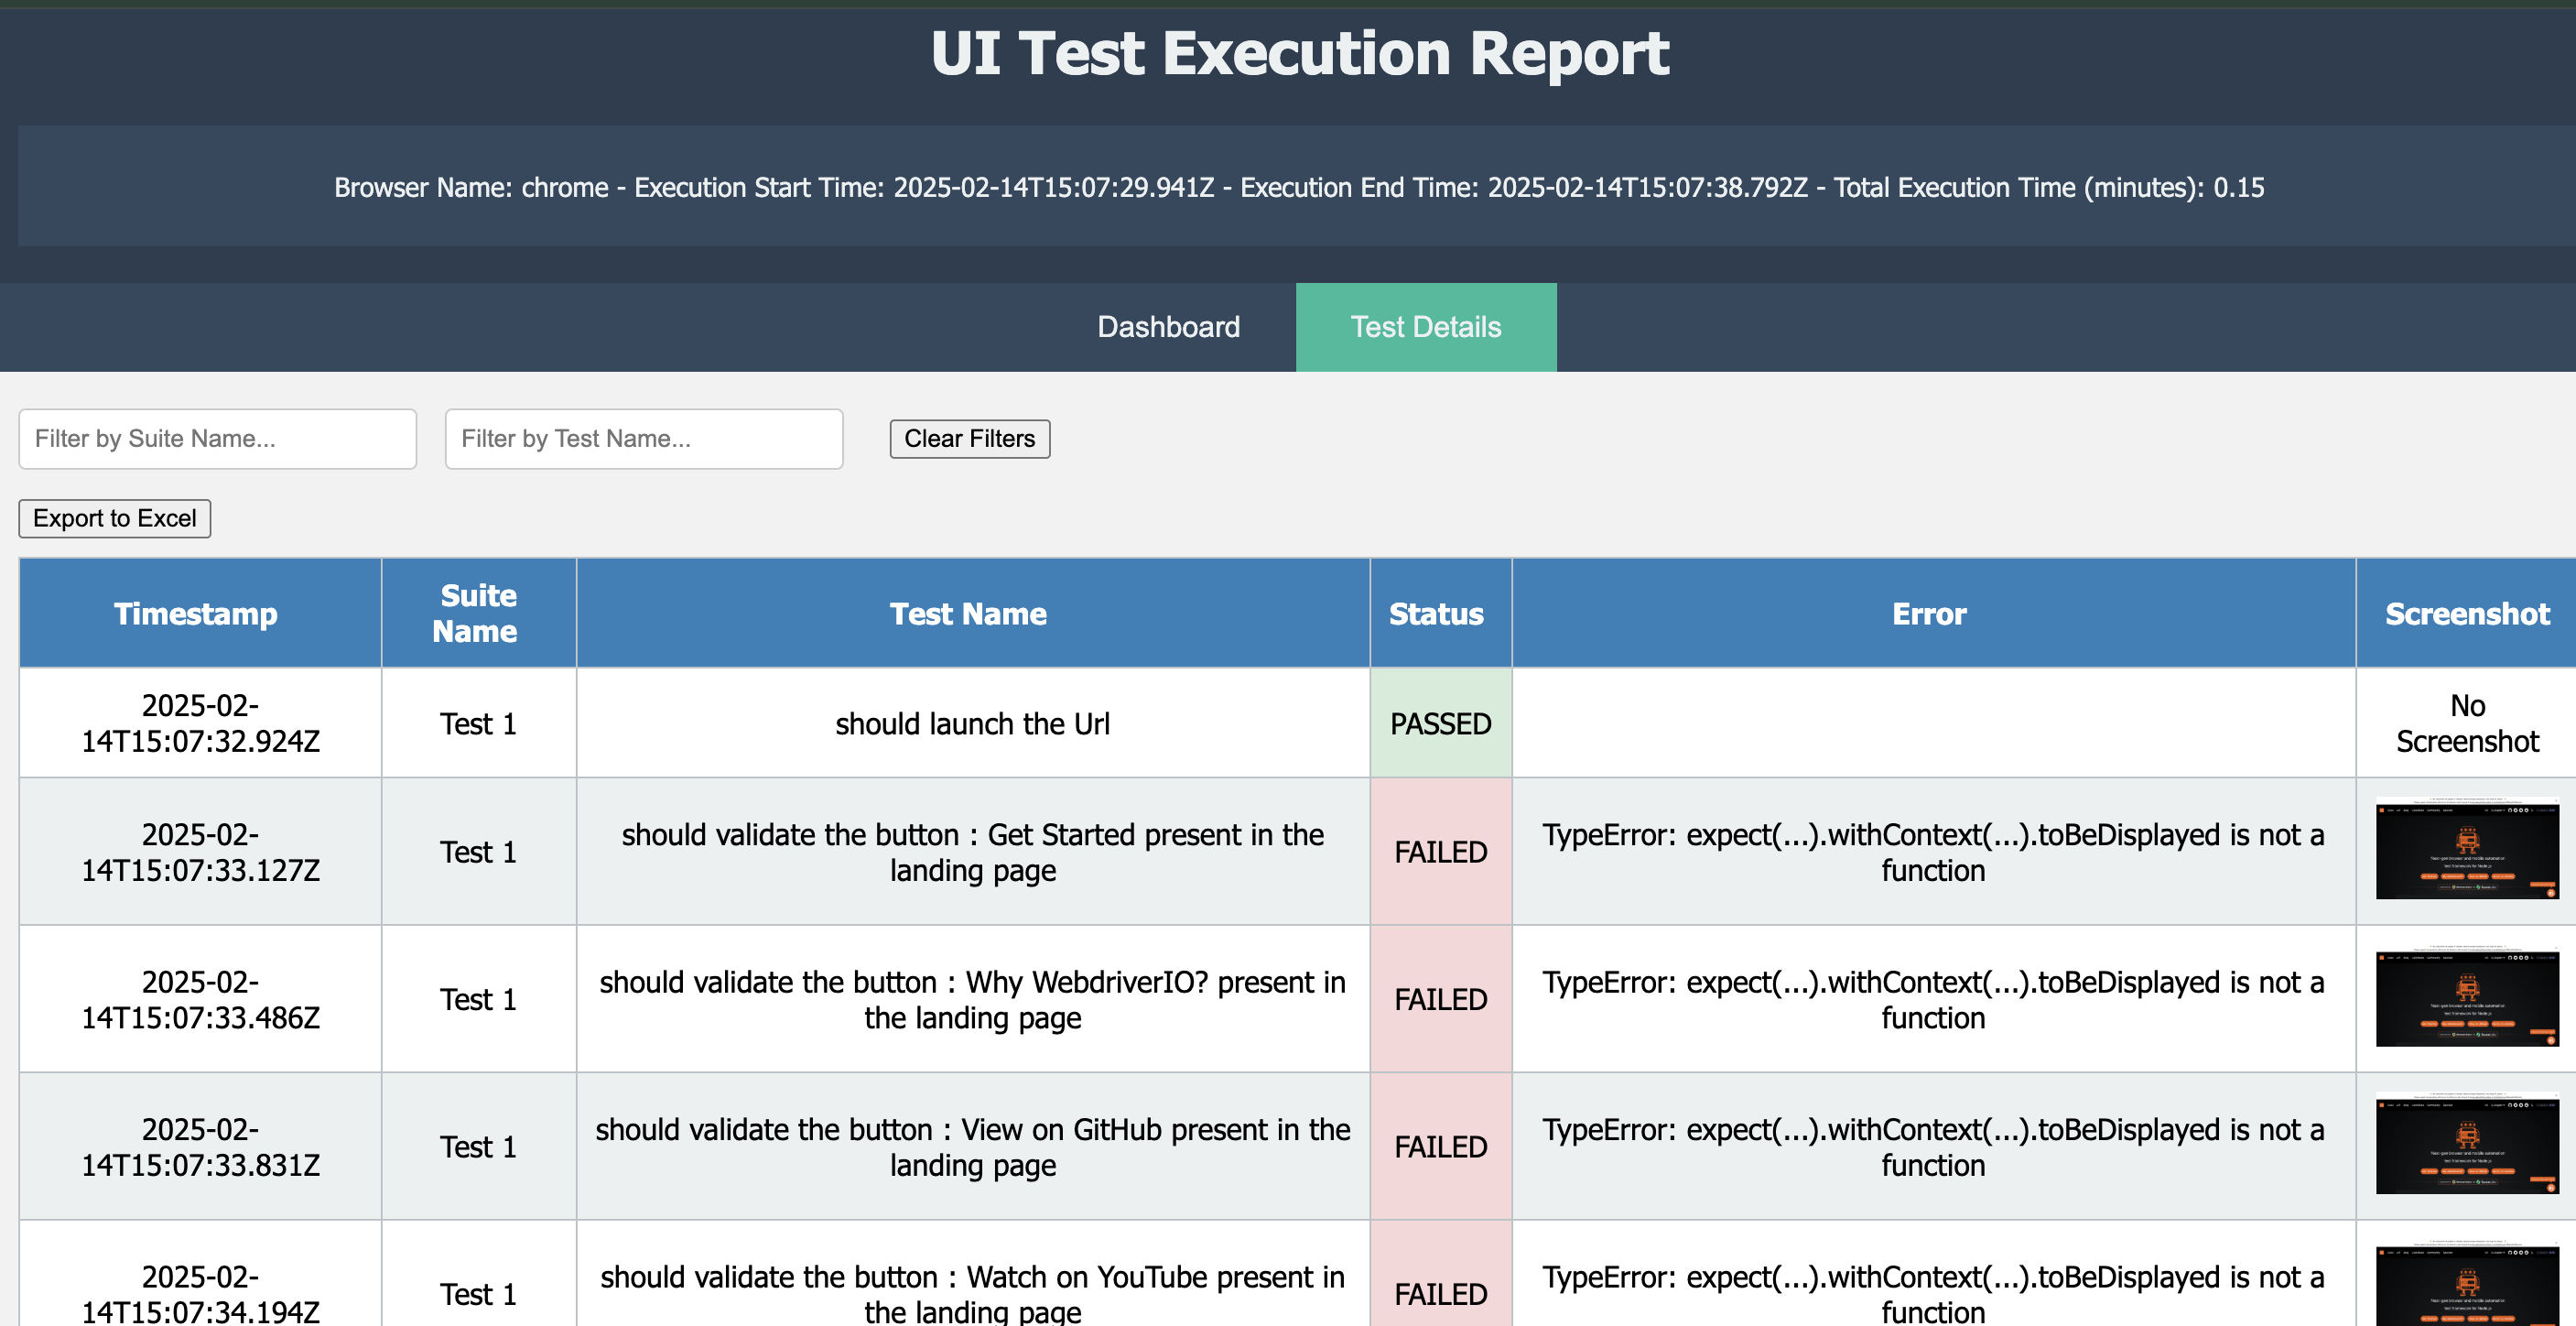 UI Test Execution Report
Browser Name: chrome - Execution Start Time: 2025-02-14T15:07:29.941Z - Execution End Time: 2025-02-14T15:07:38.792Z - Total Execution Time (minutes): 0.15
Dashboard
Test Details
Filter by Suite Name...
Filter by Test Name...
Clear Filters
Export to Excel
Timestamp
Suite
Name
Test Name
Status
Error
Screenshot
2025-02-
14T15:07:32.924Z
Test 1
should launch the Url
PASSED
No
Screenshot
2025-02-
14T15:07:33.127Z
Test 1
should validate the button : Get Started present in the
landing page
FAILED
TypeError: expect(...).withContext(...).toBeDisplayed is not a
function
2025-02-
14T15:07:33.486Z
Test 1
should validate the button : Why WebdriverIO? present in
the landing page
FAILED
TypeError: expect(...).withContext(...).toBeDisplayed is not a
function
2025-02-
14T15:07:33.831Z
Test 1
should validate the button : View on GitHub present in the
landing page
FAILED
TypeError: expect(...).withContext(...).toBeDisplayed is not a
function
2025-02-
14T15:07:34.194Z
Test 1
should validate the button : Watch on YouTube present in
the landing page
FAILED
TypeError: expect(...).withContext(...).toBeDisplayed is not a
function